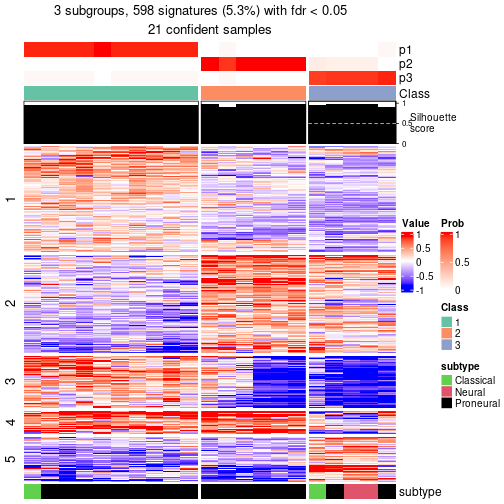 3 subgroups, 598 signatures (5.3%) with fdr < 0.05
21 confident samples
p1
p2
p3
Class
1
0.5
0
Silhouette
score
1
2
3
4
5
Value
1
0.5
0
-0.5
-1
Prob
1
0.5
0
Class
1
2
3
subtype
Classical
Neural
Proneural
subtype